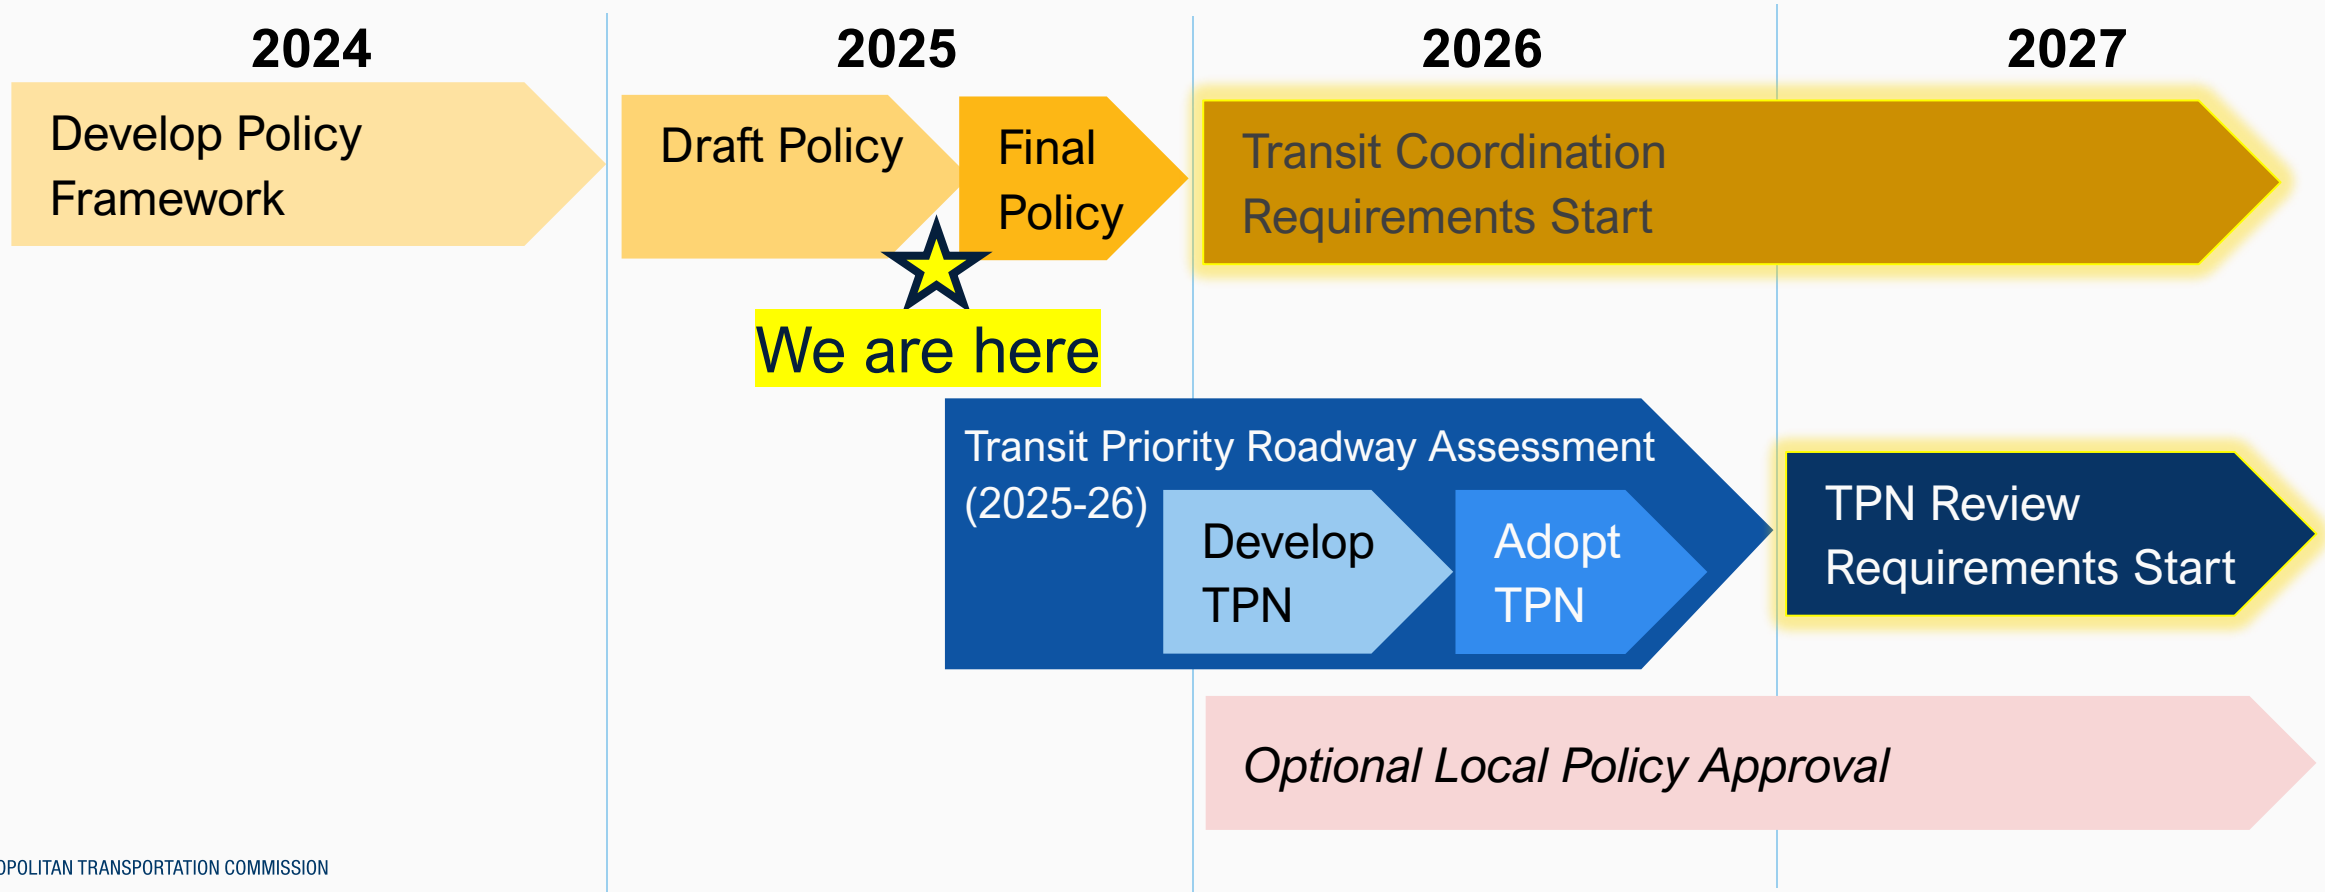 2024
2025
2026
2027
Develop Policy
Framework
Draft Policy
Final
Policy
Transit Coordination
Requirements Start
We are here
Transit Priority Roadway Assessment
(2025-26)
Develop
TPN
Adopt
TPN
TPN Review
Requirements Start
Optional Local Policy Approval
OPOLITAN TRANSPORTATION COMMISSION